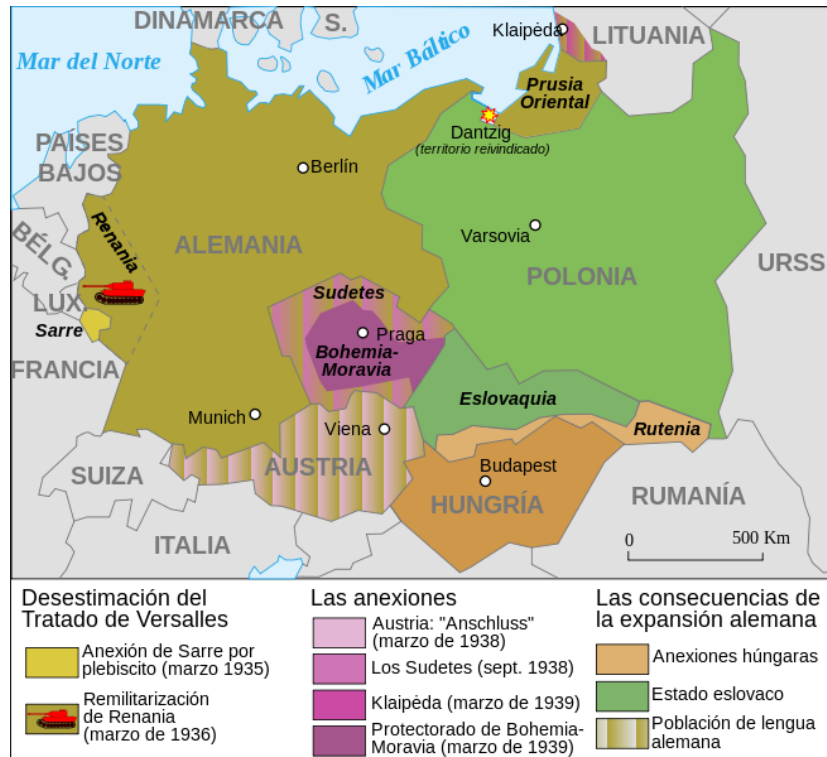 DINAMARCA
S.
Mar del Norte
Mar Báltico
Klaipėda
LITUANIA
Prusia
Oriental
Dantzig
(territorio reivindicado)
PAÍSES
BAJOS
Berlín
Renania
BÉLG.
ALEMANIA
Varsovia
POLONIA
URSS
LUX.
Sarre
Sudetes
Praga
Bohemia-
Moravia
FRANCIA
Eslovaquia
Munich
Viena
Rutenia
SUIZA
AUSTRIA
Budapest
HUNGRÍA
RUMANÍA
ITALIA
0 500 Km
Desestimación del
Tratado de Versalles
Anexión de Sarre por
plebiscito (marzo 1935)
Remilitarización
de Renania
(marzo de 1936)
Las anexiones
Austria: "Anschluss"
(marzo de 1938)
Los Sudetes (sept. 1938)
Klaipėda (marzo de 1939)
Protectorado de Bohemia-
Moravia (marzo de 1939)
Las consecuencias de
la expansión alemana
Anexiones húngaras
Estado eslovaco
Población de lengua
alemana